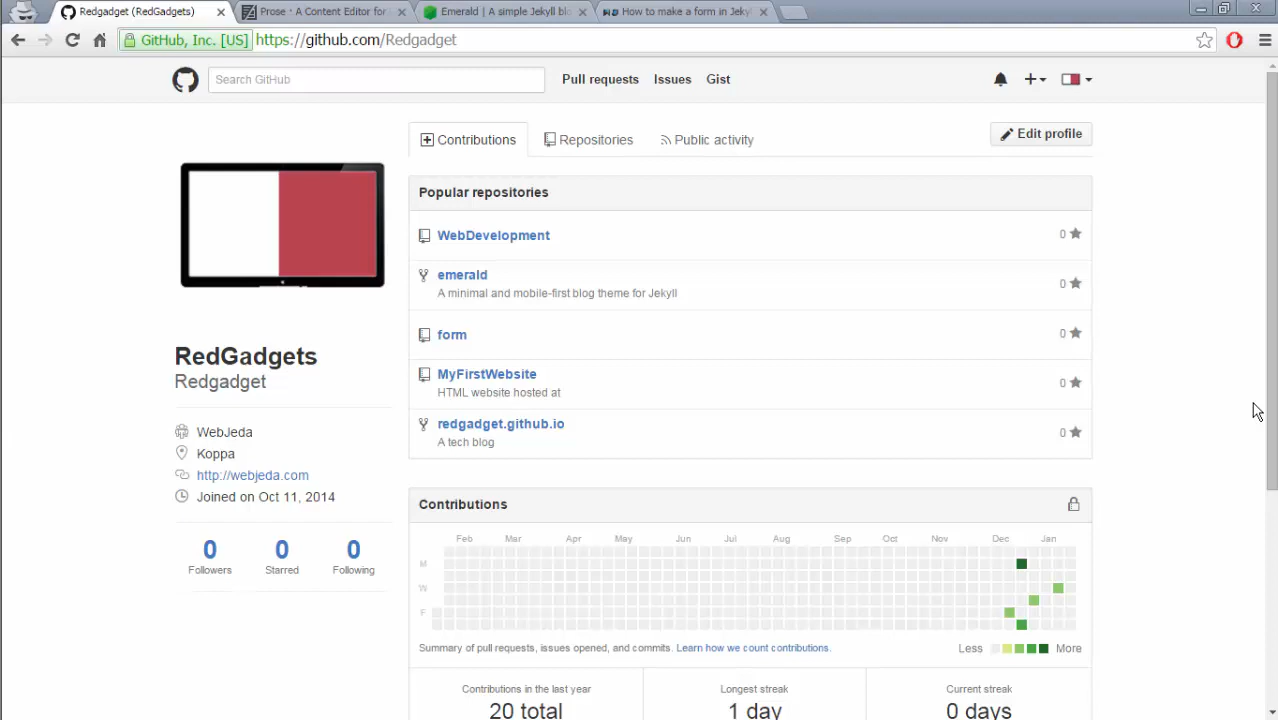 Redgadget (RedGadgets)
Prose · A Content Editor for
Emerald | A simple Jekyll blo
How to make a form in Jeky
GitHub, Inc. [US]
https://github.com/Redgadget
Search GitHub
Pull requests
Issues
Gist
Contributions
Repositories
Public activity
Edit profile
Popular repositories
WebDevelopment
0
emerald
A minimal and mobile-first blog theme for Jekyll
0
form
0
MyFirstWebsite
HTML website hosted at
0
redgadget.github.io
A tech blog
0
RedGadgets
Redgadget
WebJeda
Koppa
http://webjeda.com
Joined on Oct 11, 2014
0 0 0
Followers Starred Following
Contributions
Feb Mar Apr May Jun Jul Aug Sep Oct Nov Dec Jan
M
W
F
Summary of pull requests, issues opened, and commits. Learn how we count contributions.
Less More
Contributions in the last year
20 total
Longest streak
1 day
Current streak
0 days